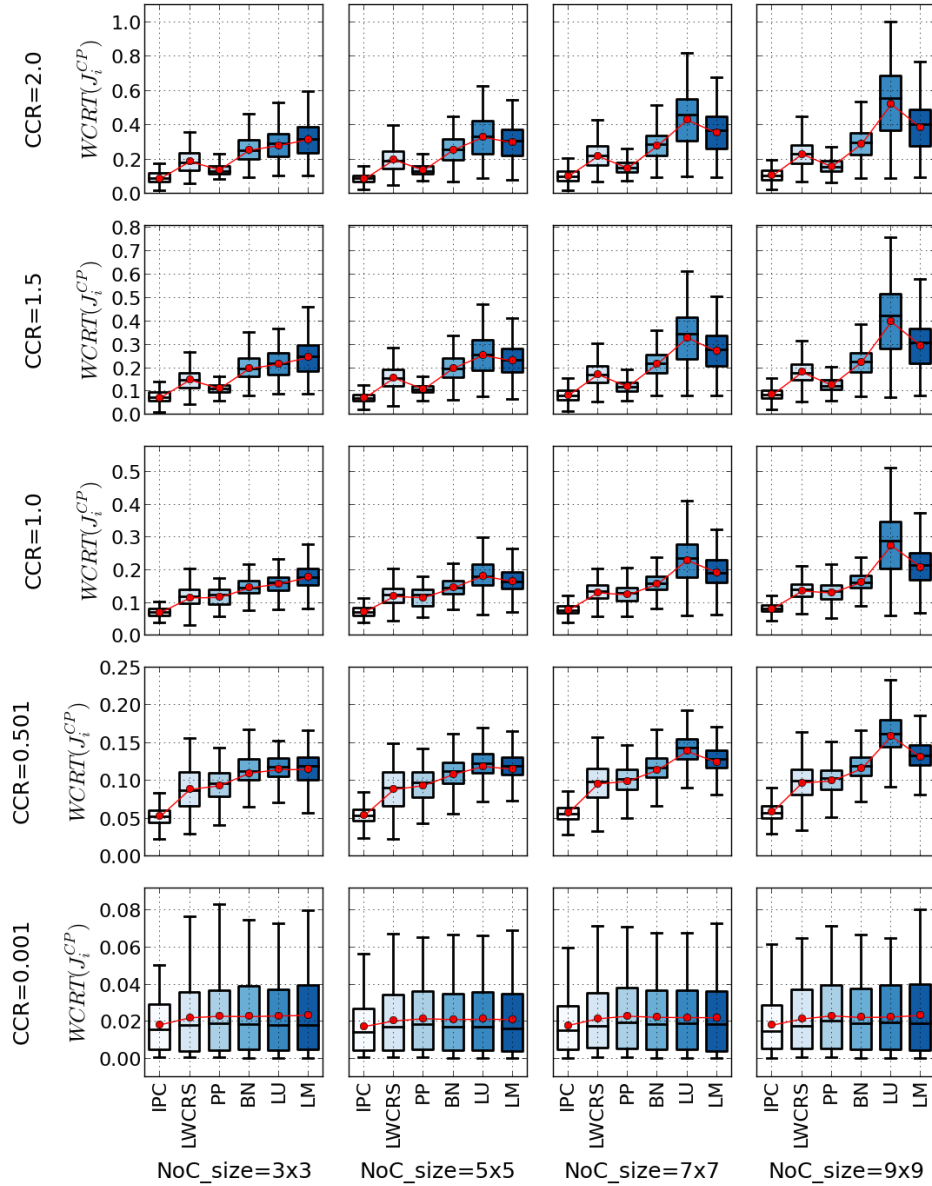 CCR=2.0
WCRT(J_i^{CP})
1.0
0.8
0.6
0.4
0.2
0.0
CCR=1.5
WCRT(J_i^{CP})
0.8
0.7
0.6
0.5
0.4
0.3
0.2
0.1
0.0
CCR=1.0
WCRT(J_i^{CP})
0.5
0.4
0.3
0.2
0.1
0.0
CCR=0.501
WCRT(J_i^{CP})
0.25
0.20
0.15
0.10
0.05
0.00
CCR=0.001
WCRT(J_i^{CP})
0.08
0.06
0.04
0.02
0.00
IPC LWCRS PP BN LU LM
IPC LWCRS PP BN LU LM
IPC LWCRS PP BN LU LM
IPC LWCRS PP BN LU LM
NoC_size=3x3 NoC_size=5x5 NoC_size=7x7 NoC_size=9x9